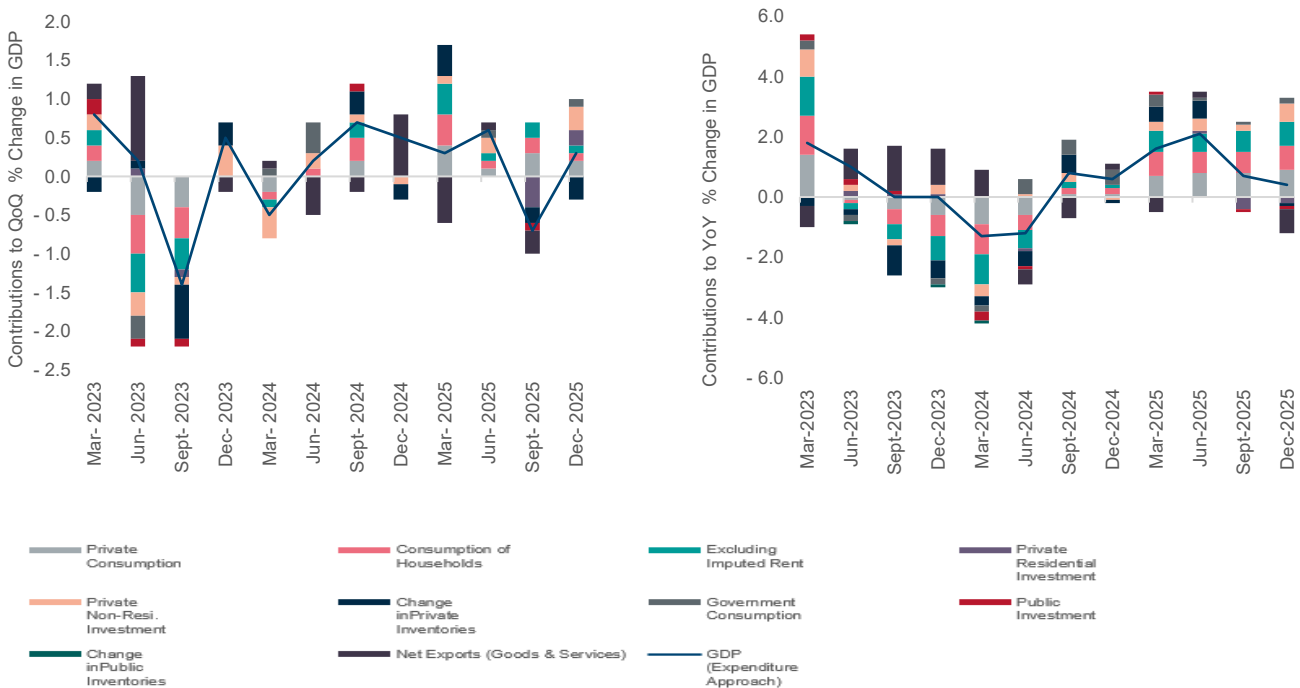 Contributions to QoQ % Change in GDP
2.0
1.5
1.0
0.5
0.0
- 0.5
- 1.0
- 1.5
- 2.0
- 2.5
Mar- 2023
Jun- 2023
Sept- 2023
Dec- 2023
Mar- 2024
Jun- 2024
Sept- 2024
Dec- 2024
Mar- 2025
Jun- 2025
Sept- 2025
Dec- 2025
Contributions to YoY % Change in GDP
6.0
4.0
2.0
0.0
- 2.0
- 4.0
- 6.0
Mar-2023
Jun-2023
Sept-2023
Dec-2023
Mar-2024
Jun-2024
Sept-2024
Dec-2024
Mar-2025
Jun-2025
Sept-2025
Dec-2025
Private
Consumption
Consumption of
Households
Excluding
Imputed Rent
Private
Residential
Investment
Private
Non-Resi.
Investment
Change
inPrivate
Inventories
Government
Consumption
Public
Investment
Change
inPublic
Inventories
Net Exports (Goods & Services)
GDP
(Expenditure
Approach)